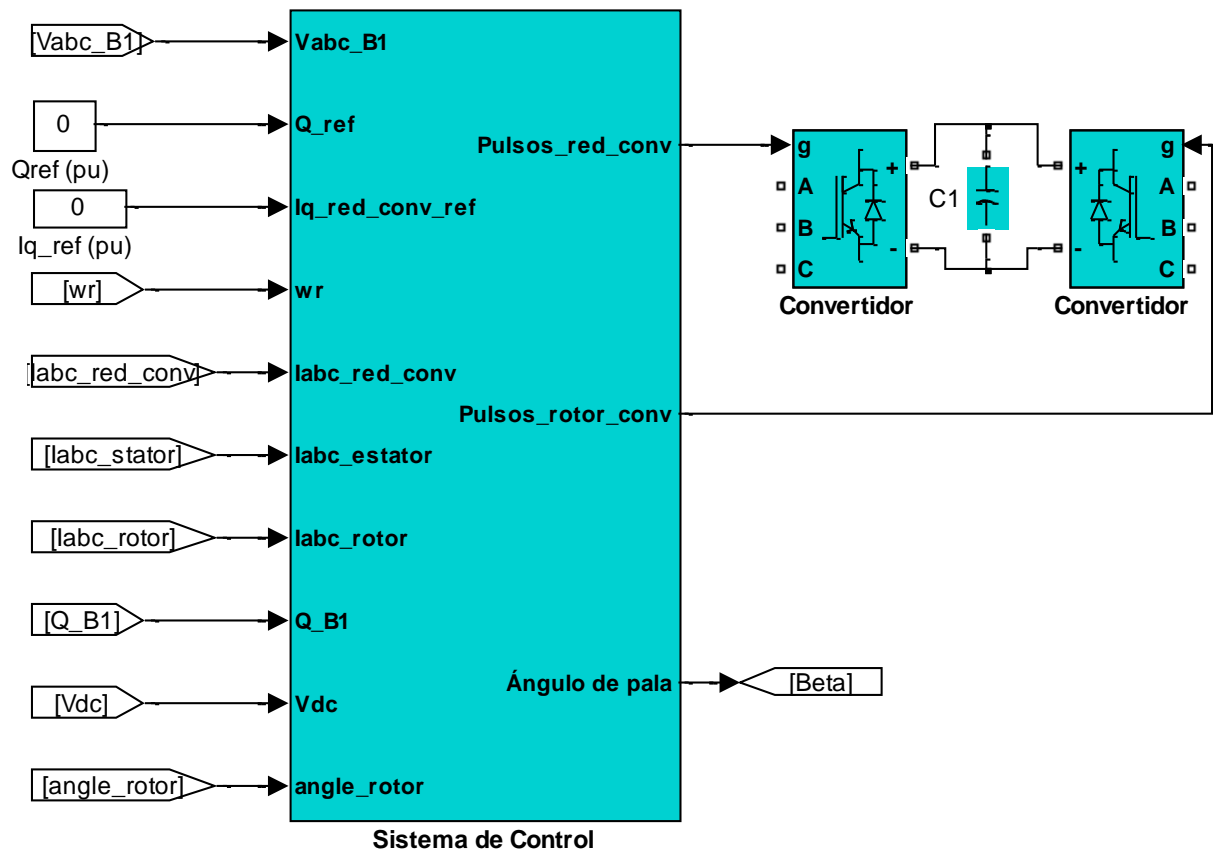 [Vabc_B1]
Vabc_B1
0
Q_ref
Qref (pu)
0
Iq_red_conv_ref
Iq_ref (pu)
[wr]
wr
[Iabc_red_conv]
Iabc_red_conv
[Iabc_stator]
Iabc_estator
[Iabc_rotor]
Iabc_rotor
[Q_B1]
Q_B1
[Vdc]
Vdc
[angle_rotor]
angle_rotor
Pulsos_red_conv
Pulsos_rotor_conv
Ángulo de pala
[Beta]
Sistema de Control
g
A
B
C
+
-
Convertidor
C1
g
+
-
A
B
C
Convertidor